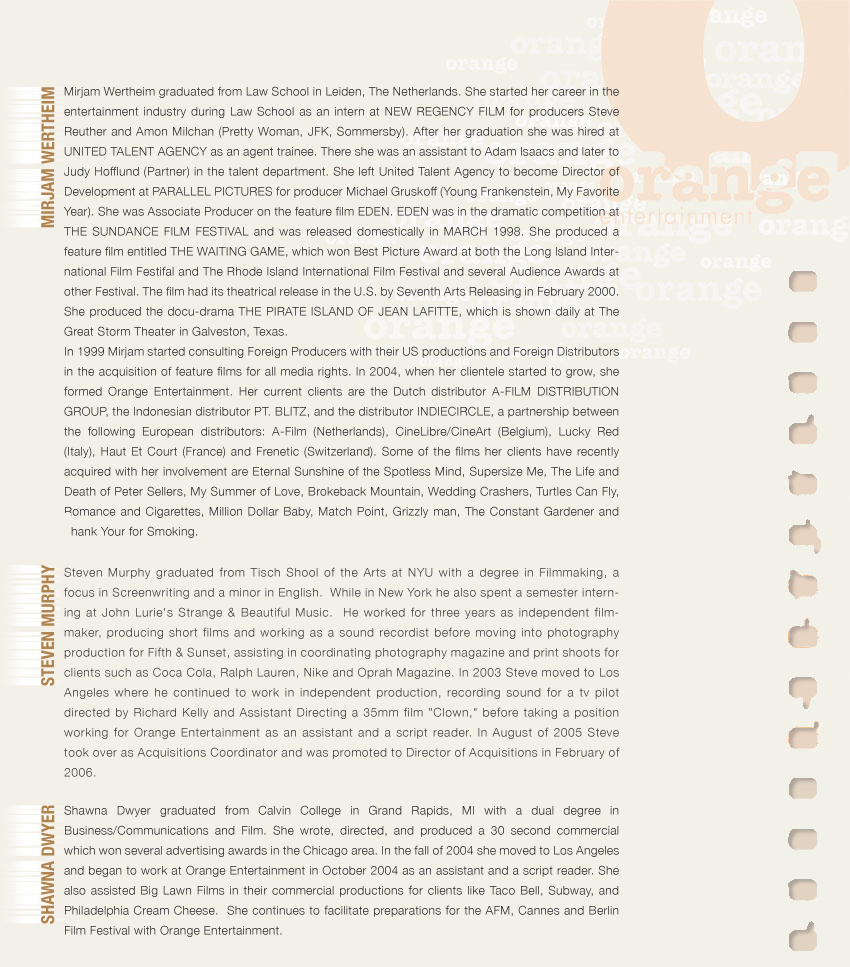 orange
entertainment
MIRJAM WERTHEIM
Mirjam Wertheim graduated from Law School in Leiden, The Netherlands. She started her career in the
entertainment industry during Law School as an intern at NEW REGENCY FILM for producers Steve
Reuther and Arnon Milchan (Pretty Woman, JFK, Sommersby). After her graduation she was hired at
UNITED TALENT AGENCY as an agent trainee. There she was an assistant to Adam Isaacs and later to
Judy Hofflund (Partner) in the talent department. She left United Talent Agency to become Director of
Development at PARALLEL PICTURES for producer Michael Gruskoff (Young Frankenstein, My Favorite
Year). She was Associate Producer on the feature film EDEN. EDEN was in the dramatic competition at
THE SUNDANCE FILM FESTIVAL and was released domestically in MARCH 1998. She produced a
feature film entitled THE WAITING GAME, which won Best Picture Award at both the Long Island Inter-
national Film Festifal and The Rhode Island International Film Festival and several Audience Awards at
other Festival. The film had its theatrical release in the U.S. by Seventh Arts Releasing in February 2000.
She produced the docu-drama THE PIRATE ISLAND OF JEAN LAFITTE, which is shown daily at The
Great Storm Theater in Galveston, Texas.
In 1999 Mirjam started consulting Foreign Producers with their US productions and Foreign Distributors
in the acquisition of feature films for all media rights. In 2004, when her clientele started to grow, she
formed Orange Entertainment. Her current clients are the Dutch distributor A-FILM DISTRIBUTION
GROUP, the Indonesian distributor PT. BLITZ, and the distributor INDIECIRCLE, a partnership between
the following European distributors: A-Film (Netherlands), CineLibre/CineArt (Belgium), Lucky Red
(Italy), Haut Et Court (France) and Frenetic (Switzerland). Some of the films her clients have recently
acquired with her involvement are Eternal Sunshine of the Spotless Mind, Supersize Me, The Life and
Death of Peter Sellers, My Summer of Love, Brokeback Mountain, Wedding Crashers, Turtles Can Fly,
Romance and Cigarettes, Million Dollar Baby, Match Point, Grizzly man, The Constant Gardener and
hank Your for Smoking.
STEVEN MURPHY
Steven Murphy graduated from Tisch Shool of the Arts at NYU with a degree in Filmmaking, a
focus in Screenwriting and a minor in English. While in New York he also spent a semester intern-
ing at John Lurie's Strange & Beautiful Music. He worked for three years as independent film-
maker, producing short films and working as a sound recordist before moving into photography
production for Fifth & Sunset, assisting in coordinating photography magazine and print shoots for
clients such as Coca Cola, Ralph Lauren, Nike and Oprah Magazine. In 2003 Steve moved to Los
Angeles where he continued to work in independent production, recording sound for a tv pilot
directed by Richard Kelly and Assistant Directing a 35mm film "Clown," before taking a position
working for Orange Entertainment as an assistant and a script reader. In August of 2005 Steve
took over as Acquisitions Coordinator and was promoted to Director of Acquisitions in February of
2006.
SHAWNA DWYER
Shawna Dwyer graduated from Calvin College in Grand Rapids, MI with a dual degree in
Business/Communications and Film. She wrote, directed, and produced a 30 second commercial
which won several advertising awards in the Chicago area. In the fall of 2004 she moved to Los Angeles
and began to work at Orange Entertainment in October 2004 as an assistant and a script reader. She
also assisted Big Lawn Films in their commercial productions for clients like Taco Bell, Subway, and
Philadelphia Cream Cheese. She continues to facilitate preparations for the AFM, Cannes and Berlin
Film Festival with Orange Entertainment.